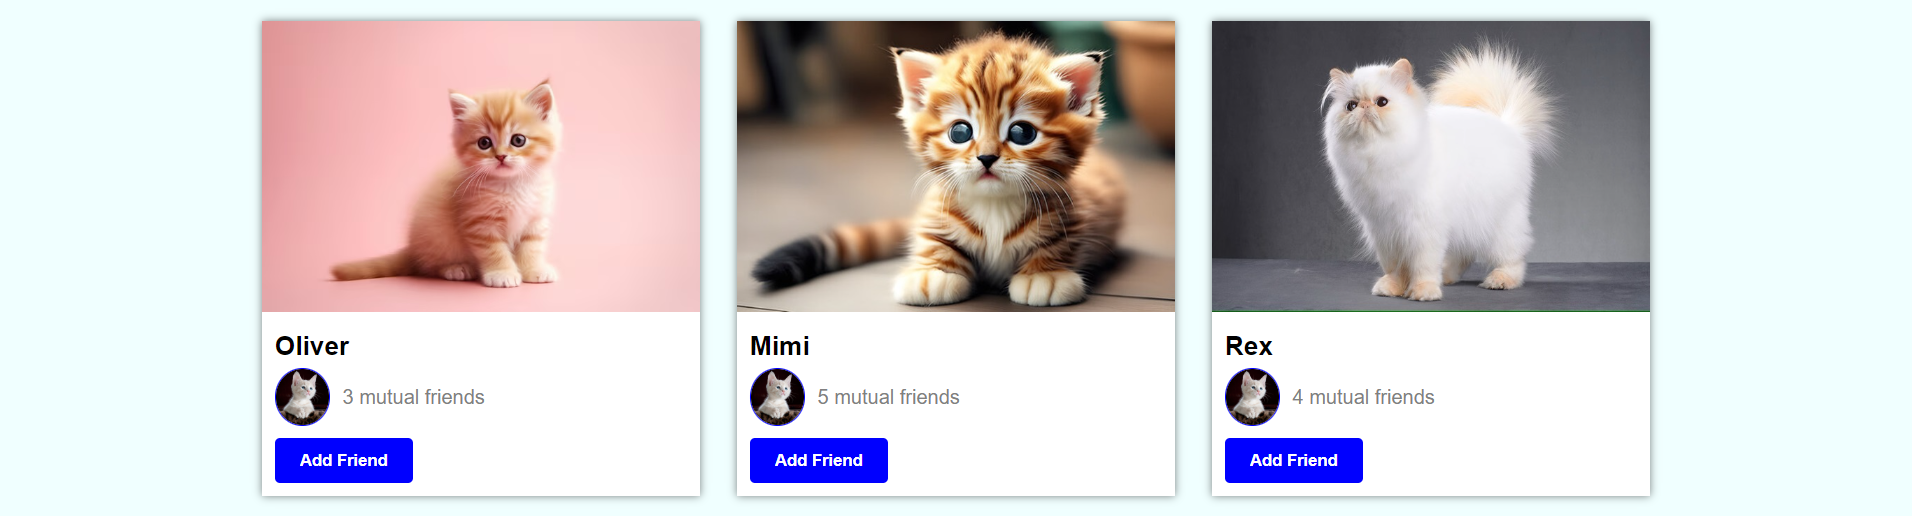 Oliver
3 mutual friends
Add Friend
Mimi
5 mutual friends
Add Friend
Rex
4 mutual friends
Add Friend